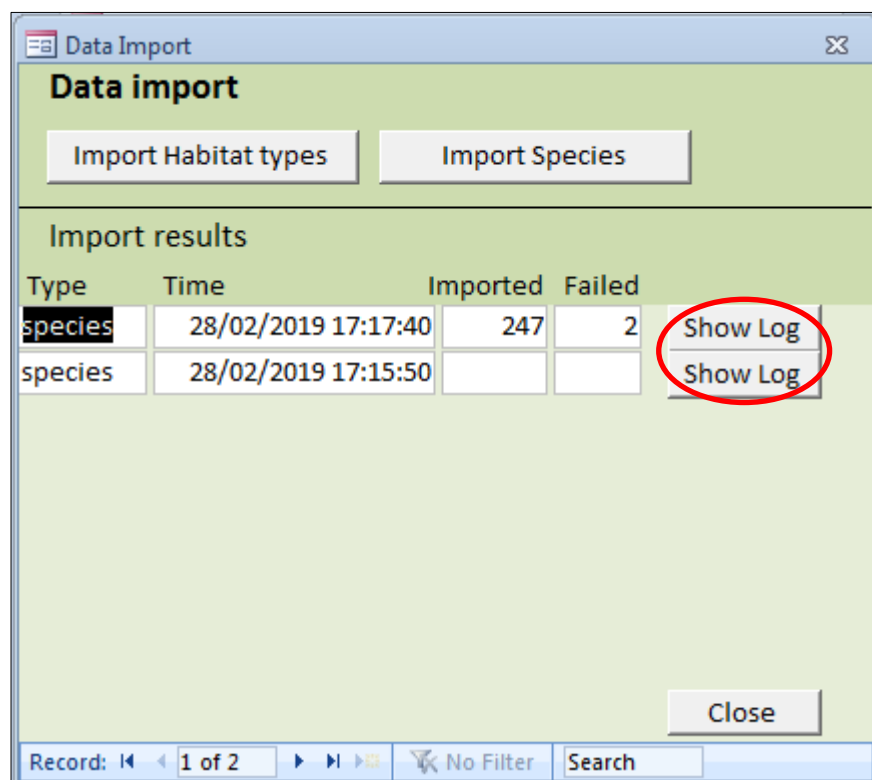 Data Import
Data import
Import Habitat types Import Species
Import results
Type Time Imported Failed
species 28/02/2019 17:17:40 247 2 Show Log
species 28/02/2019 17:15:50 Show Log
Close
Record: 1 of 2 No Filter Search